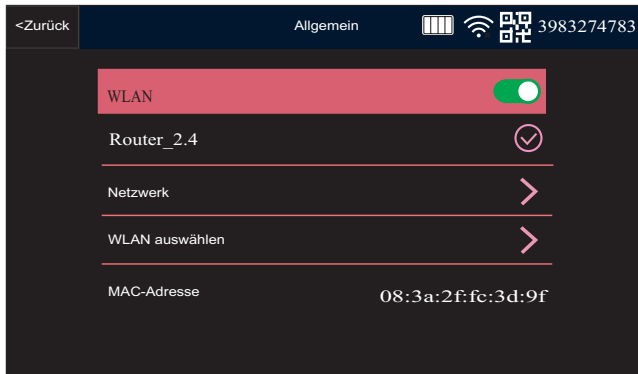 <Zurück Allgemein 3983274783
WLAN
Router_2.4
Netzwerk
WLAN auswählen
MAC-Adresse 08:3a:2f:fc:3d:9f